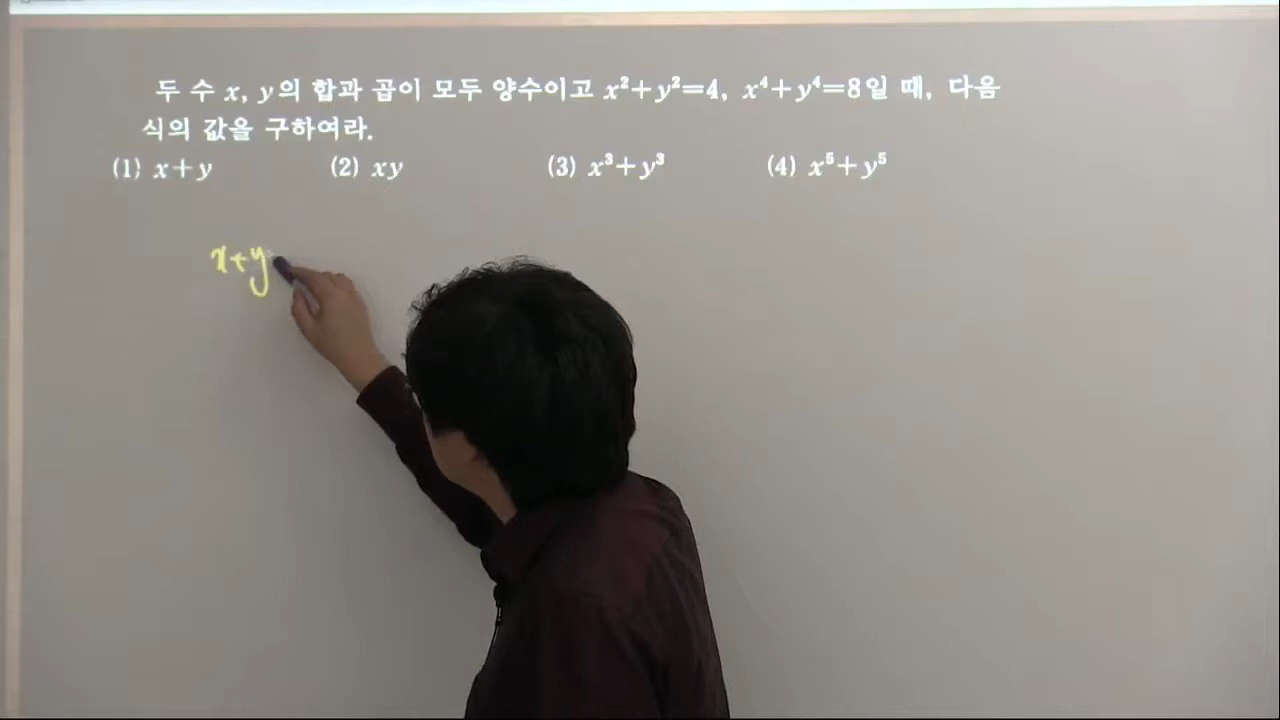 두 수 x, y의 합과 곱이 모두 양수이고 x²+y²=4, x⁴+y⁴=8일 때, 다음
식의 값을 구하여라.
(1) x+y (2) xy (3) x³+y³ (4) x⁵+y⁵
x+y